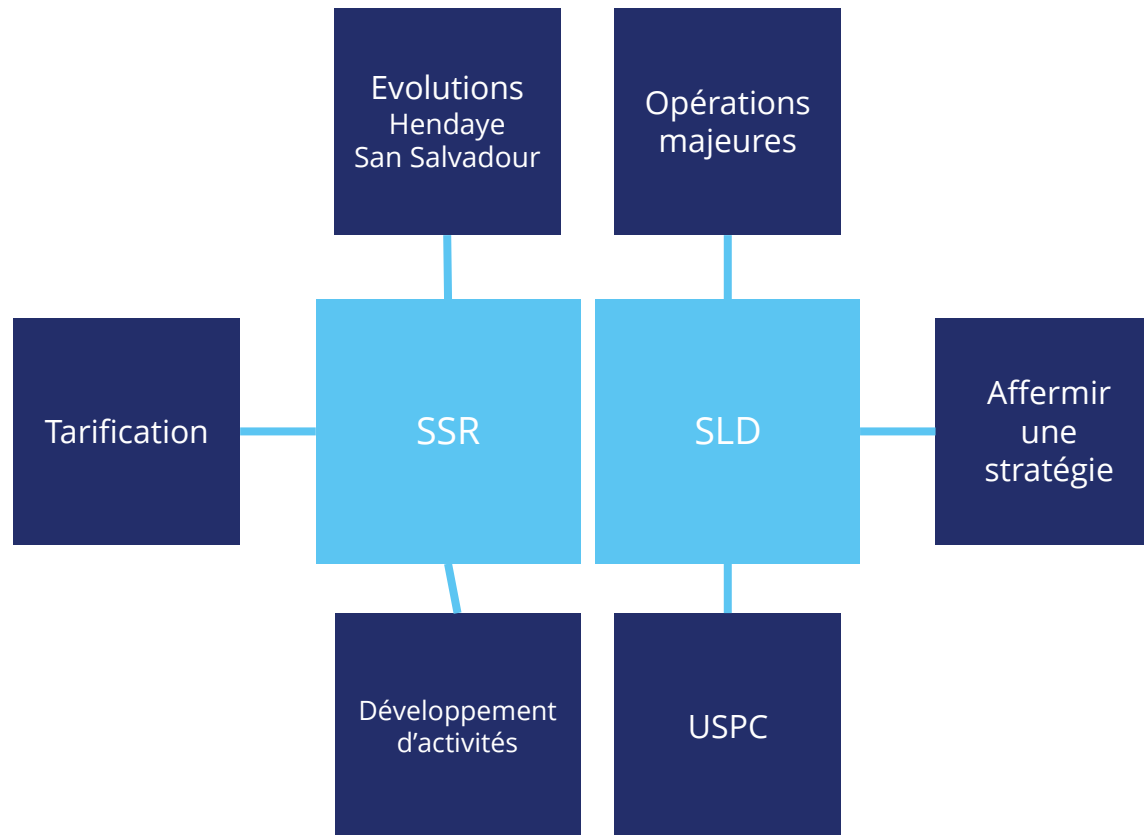 Evolutions
Hendaye
San Salvadour
Opérations
majeures
Tarification
SSR
SLD
Affermir
une
stratégie
Développement
d’activités
USPC